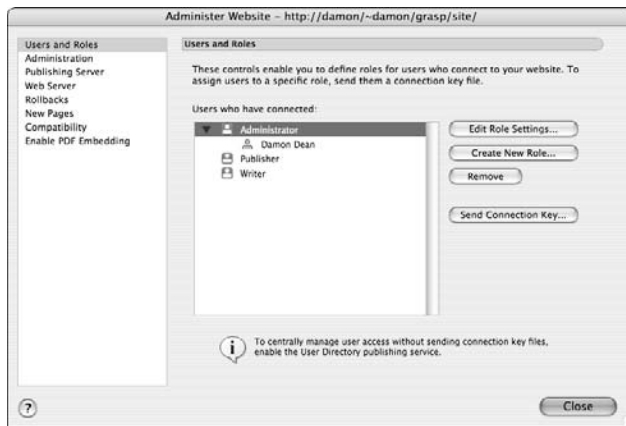 Administer Website – http://damon/~damon/grasp/site/
Users and Roles
Administration
Publishing Server
Web Server
Rollbacks
New Pages
Compatibility
Enable PDF Embedding
Users and Roles
These controls enable you to define roles for users who connect to your website. To
assign users to a specific role, send them a connection key file.
Users who have connected:
Administrator
Damon Dean
Publisher
Writer
Edit Role Settings...
Create New Role...
Remove
Send Connection Key...
To centrally manage user access without sending connection key files,
enable the User Directory publishing service.
?
Close